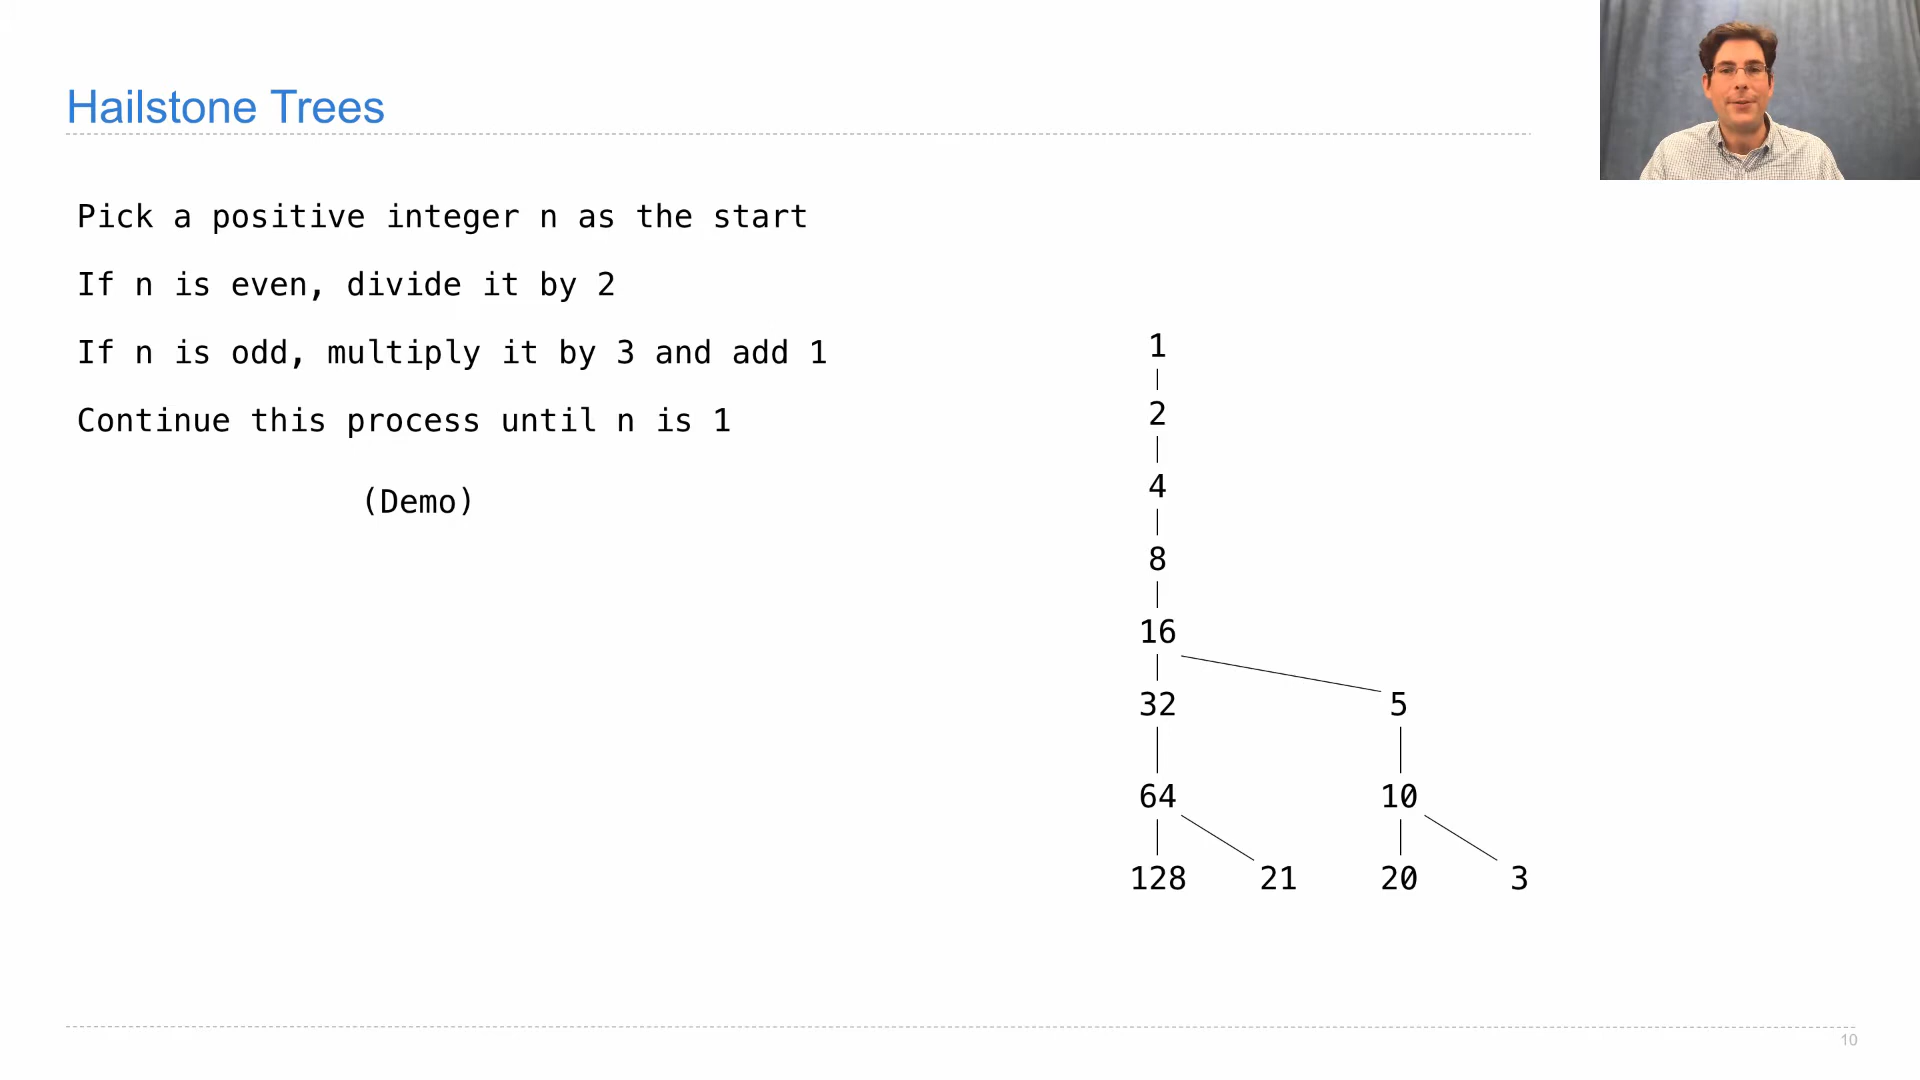 Hailstone Trees
Pick a positive integer n as the start
If n is even, divide it by 2
If n is odd, multiply it by 3 and add 1
Continue this process until n is 1
(Demo)
1
2
4
8
16
32 5
64 10
128 21 20 3
10